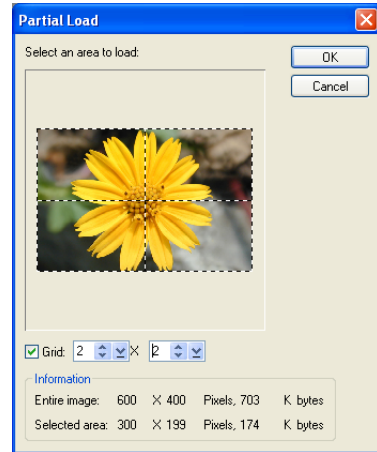 Partial Load
Select an area to load:
OK
Cancel
Grid: 2 X 2
Information
Entire image: 600 X 400 Pixels, 703 K bytes
Selected area: 300 X 199 Pixels, 174 K bytes